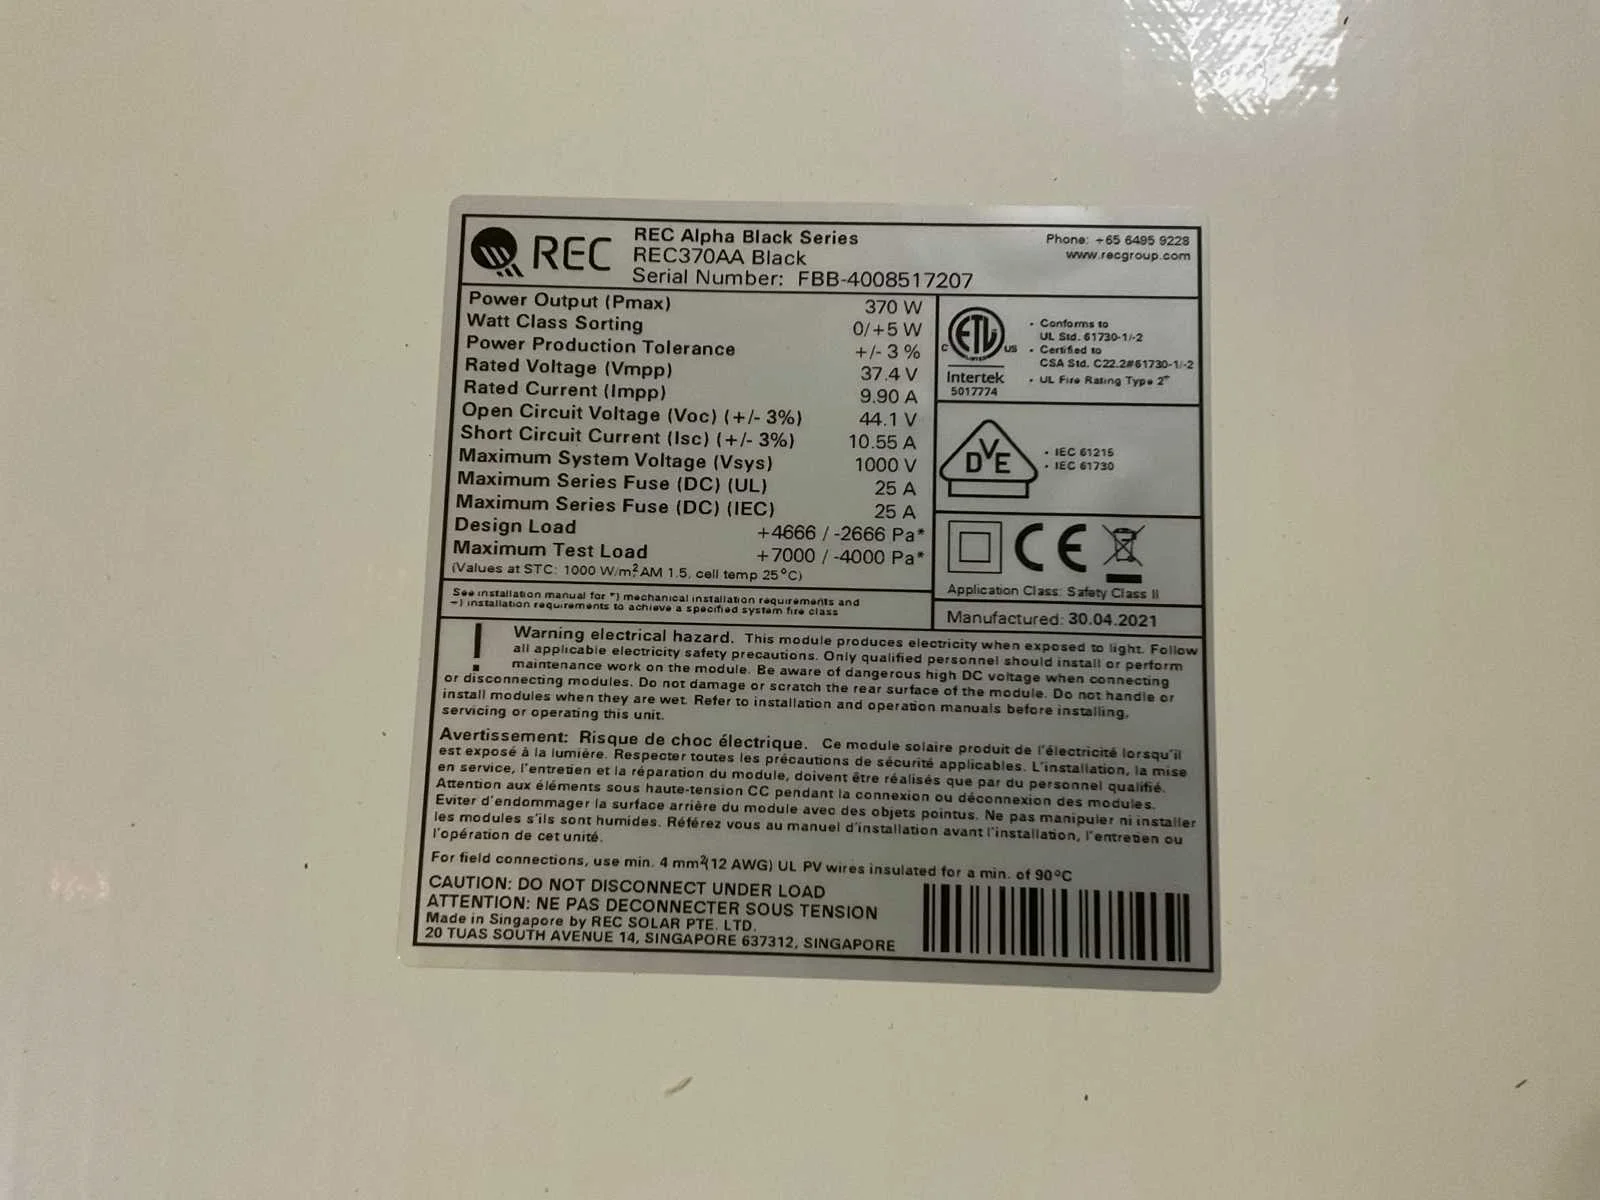 REC
REC Alpha Black Series
REC370AA Black
Serial Number: FBB-4008517207
Phone: +65 6495 9228
www.recgroup.com
Power Output (Pmax) 370 W
Watt Class Sorting 0/+5 W
Power Production Tolerance +/- 3 %
Rated Voltage (Vmpp) 37.4 V
Rated Current (Impp) 9.90 A
Open Circuit Voltage (Voc) (+/- 3%) 44.1 V
Short Circuit Current (Isc) (+/- 3%) 10.55 A
Maximum System Voltage (Vsys) 1000 V
Maximum Series Fuse (DC) (UL) 25 A
Maximum Series Fuse (DC) (IEC) 25 A
Design Load +4666 / -2666 Pa*
Maximum Test Load +7000 / -4000 Pa*
(Values at STC: 1000 W/m², AM 1.5, cell temp 25°C)
See installation manual for *) mechanical installation requirements and
~) installation requirements to achieve a specified system fire class
C ETL US
Intertek
5017774
• Conforms to
UL Std. 61730-1/-2
• Certified to
CSA Std. C22.2#61730-1/-2
• UL Fire Rating Type 2~
DVE
• IEC 61215
• IEC 61730
CE
Application Class: Safety Class II
Manufactured: 30.04.2021
! Warning electrical hazard. This module produces electricity when exposed to light. Follow
all applicable electricity safety precautions. Only qualified personnel should install or perform
maintenance work on the module. Be aware of dangerous high DC voltage when connecting
or disconnecting modules. Do not damage or scratch the rear surface of the module. Do not handle or
install modules when they are wet. Refer to installation and operation manuals before installing,
servicing or operating this unit.
Avertissement: Risque de choc électrique. Ce module solaire produit de l'électricité lorsqu'il
est exposé à la lumière. Respecter toutes les précautions de sécurité applicables. L'installation, la mise
en service, l'entretien et la réparation du module, doivent être réalisés que par du personnel qualifié.
Attention aux éléments sous haute-tension CC pendant la connexion ou déconnexion des modules.
Eviter d'endommager la surface arrière du module avec des objets pointus. Ne pas manipuler ni installer
les modules s'ils sont humides. Référez vous au manuel d'installation avant l'installation, l'entretien ou
l'opération de cet unité.
For field connections, use min. 4 mm² (12 AWG) UL PV wires insulated for a min. of 90°C
CAUTION: DO NOT DISCONNECT UNDER LOAD
ATTENTION: NE PAS DECONNECTER SOUS TENSION
Made in Singapore by REC SOLAR PTE. LTD.
20 TUAS SOUTH AVENUE 14, SINGAPORE 637312, SINGAPORE